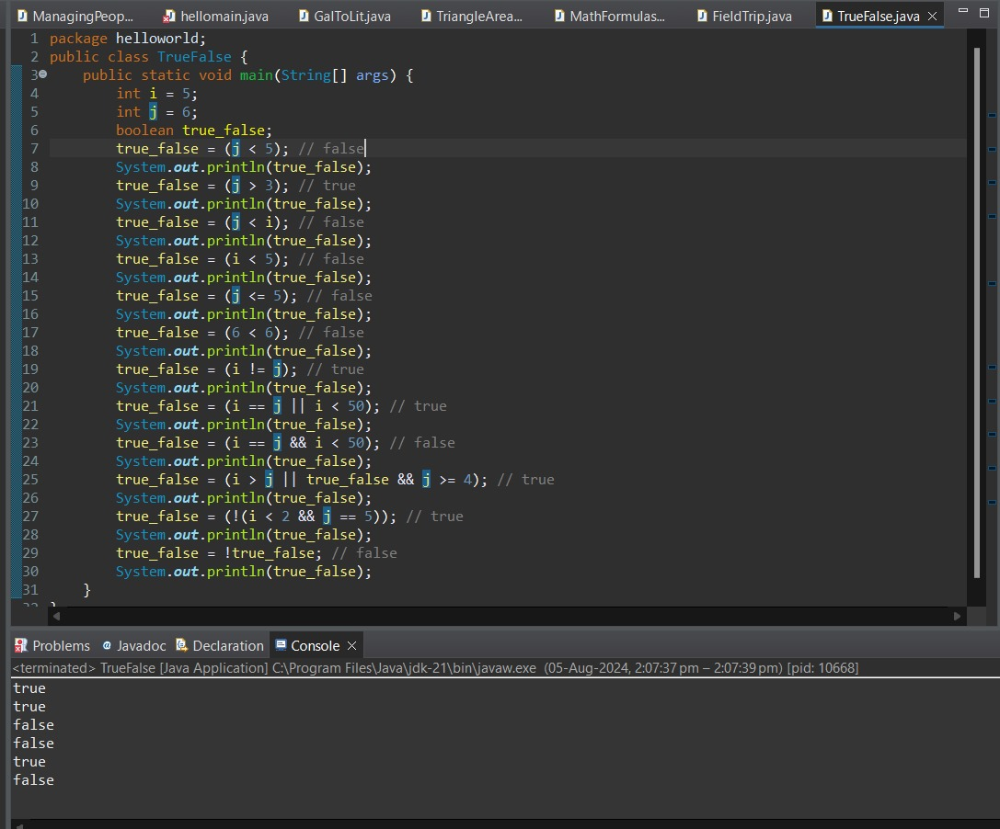 ManagingPeop... hellomain.java GalToLit.java TriangleArea... MathFormulas... FieldTrip.java TrueFalse.java
1 package helloworld;
2 public class TrueFalse {
3 public static void main(String[] args) {
4 int i = 5;
5 int j = 6;
6 boolean true_false;
7 true_false = (j < 5); // false
8 System.out.println(true_false);
9 true_false = (j > 3); // true
10 System.out.println(true_false);
11 true_false = (j < i); // false
12 System.out.println(true_false);
13 true_false = (i < 5); // false
14 System.out.println(true_false);
15 true_false = (j <= 5); // false
16 System.out.println(true_false);
17 true_false = (6 < 6); // false
18 System.out.println(true_false);
19 true_false = (i != j); // true
20 System.out.println(true_false);
21 true_false = (i == j || i < 50); // true
22 System.out.println(true_false);
23 true_false = (i == j && i < 50); // false
24 System.out.println(true_false);
25 true_false = (i > j || true_false && j >= 4); // true
26 System.out.println(true_false);
27 true_false = (!(i < 2 && j == 5)); // true
28 System.out.println(true_false);
29 true_false = !true_false; // false
30 System.out.println(true_false);
31 }
32 }
Problems Javadoc Declaration Console
<terminated> TrueFalse [Java Application] C:\Program Files\Java\jdk-21\bin\javaw.exe (05-Aug-2024, 2:07:37 pm – 2:07:39 pm) [pid: 10668]
true
true
false
false
true
false